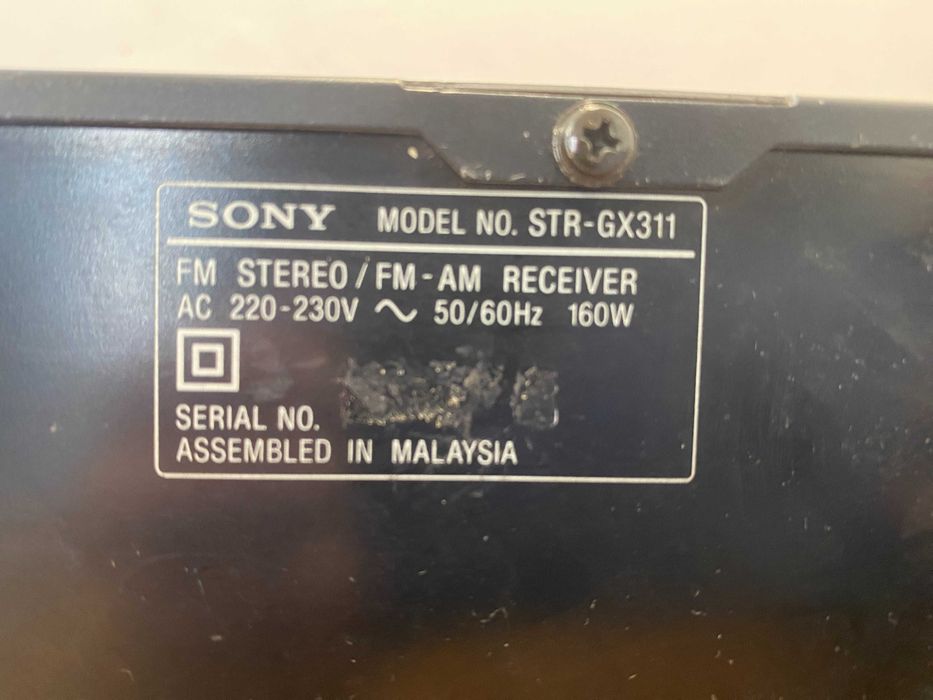 SONY MODEL NO. STR-GX311
FM STEREO / FM-AM RECEIVER
AC 220-230V ~ 50/60Hz 160W
SERIAL NO.
ASSEMBLED IN MALAYSIA